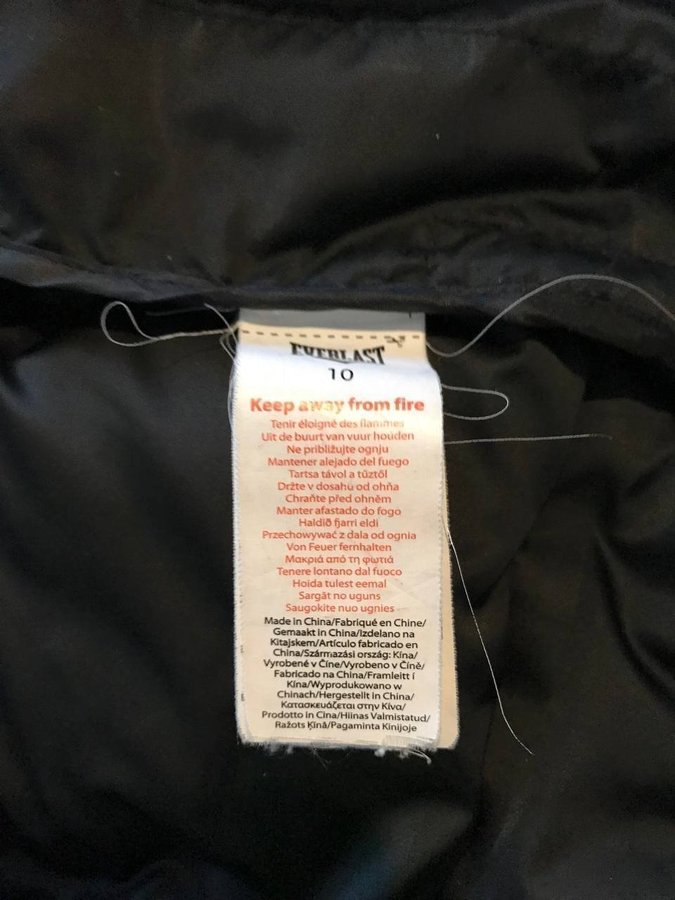 EVERLAST
10
Keep away from fire
Tenir éloigné des flammes
Uit de buurt van vuur houden
Ne približujte ognju
Mantener alejado del fuego
Tartsa távol a tűztől
Držte v dosahu od ohňa
Chraňte před ohněm
Manter afastado do fogo
Haldið fjarri eldi
Przechowywać z dala od ognia
Von Feuer fernhalten
Μακριά από τη φωτιά
Tenere lontano dal fuoco
Hoida tulest eemal
Sargāt no uguns
Saugokite nuo ugnies
Made in China/Fabriqué en Chine/
Gemaakt in China/Izdelano na
Kitajskem/Artículo fabricado en
China/Származási ország: Kína/
Vyrobené v Číne/Vyrobeno v Číně/
Fabricado na China/Framleitt í
Kína/Wyprodukowano w
Chinach/Hergestellt in China/
Κατασκευάζεται στην Κίνα/
Prodotto in Cina/Hiinas Valmistatud/
Ražots Ķīnā/Pagaminta Kinijoje